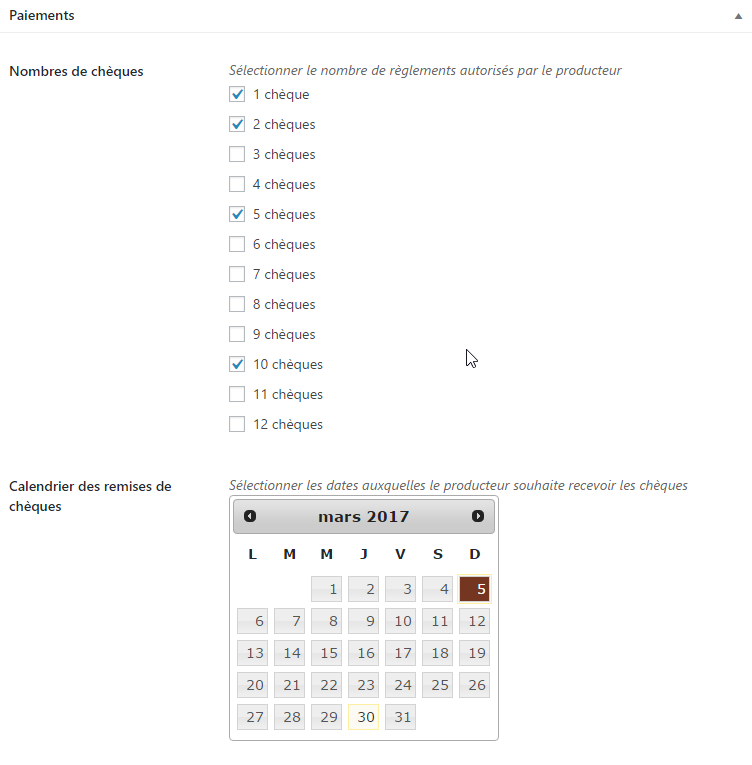 Paiements
Nombres de chèques
Sélectionner le nombre de règlements autorisés par le producteur
1 chèque
2 chèques
3 chèques
4 chèques
5 chèques
6 chèques
7 chèques
8 chèques
9 chèques
10 chèques
11 chèques
12 chèques
Calendrier des remises de
chèques
Sélectionner les dates auxquelles le producteur souhaite recevoir les chèques
mars 2017
L M M J V S D
1 2 3 4 5
6 7 8 9 10 11 12
13 14 15 16 17 18 19
20 21 22 23 24 25 26
27 28 29 30 31